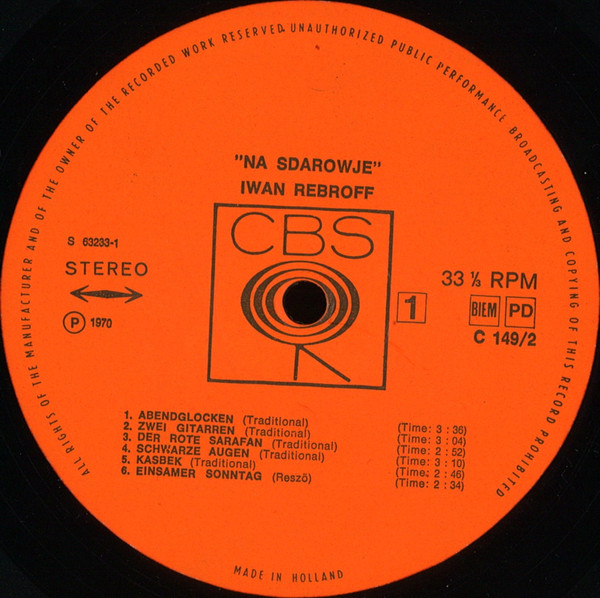 ALL RIGHTS OF THE MANUFACTURER AND OF THE OWNER OF THE RECORDED WORK RESERVED. UNAUTHORIZED PUBLIC PERFORMANCE BROADCASTING AND COPYING OF THIS RECORD PROHIBITED
"NA SDAROWJE"
IWAN REBROFF
CBS
S 63233-1
STEREO
℗ 1970
1
33 ⅓ RPM
BIEM PD
C 149/2
1. ABENDGLOCKEN (Traditional) (Time: 3 : 36)
2. ZWEI GITARREN (Traditional) (Time: 3 : 04)
3. DER ROTE SARAFAN (Traditional) (Time: 2 : 52)
4. SCHWARZE AUGEN (Traditional) (Time: 3 : 10)
5. KASBEK (Traditional) (Time: 2 : 46)
6. EINSAMER SONNTAG (Reszö) (Time: 2 : 34)
MADE IN HOLLAND